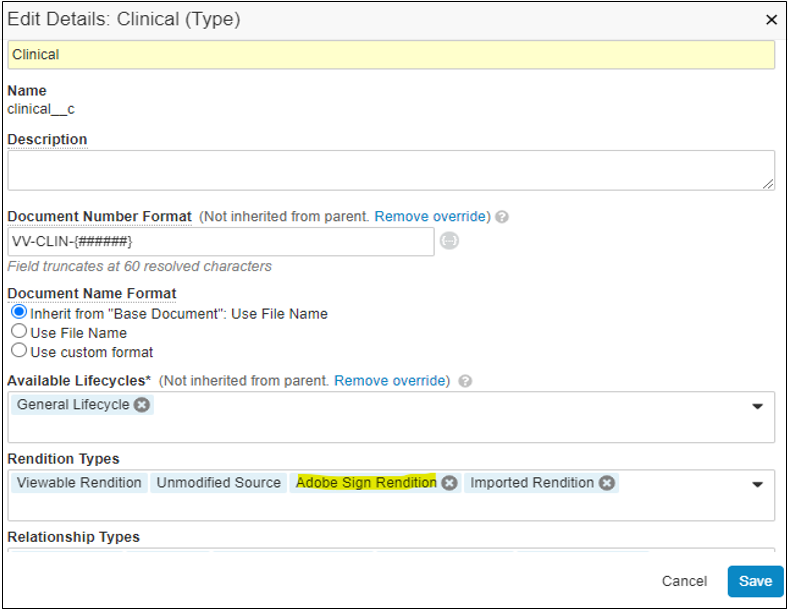 Edit Details: Clinical (Type)
Clinical
Name
clinical__c
Description
Document Number Format (Not inherited from parent. Remove override)
VV-CLIN-{######}
Field truncates at 60 resolved characters
Document Name Format
Inherit from "Base Document": Use File Name
Use File Name
Use custom format
Available Lifecycles* (Not inherited from parent. Remove override)
General Lifecycle
Rendition Types
Viewable Rendition Unmodified Source Adobe Sign Rendition Imported Rendition
Relationship Types
Cancel Save